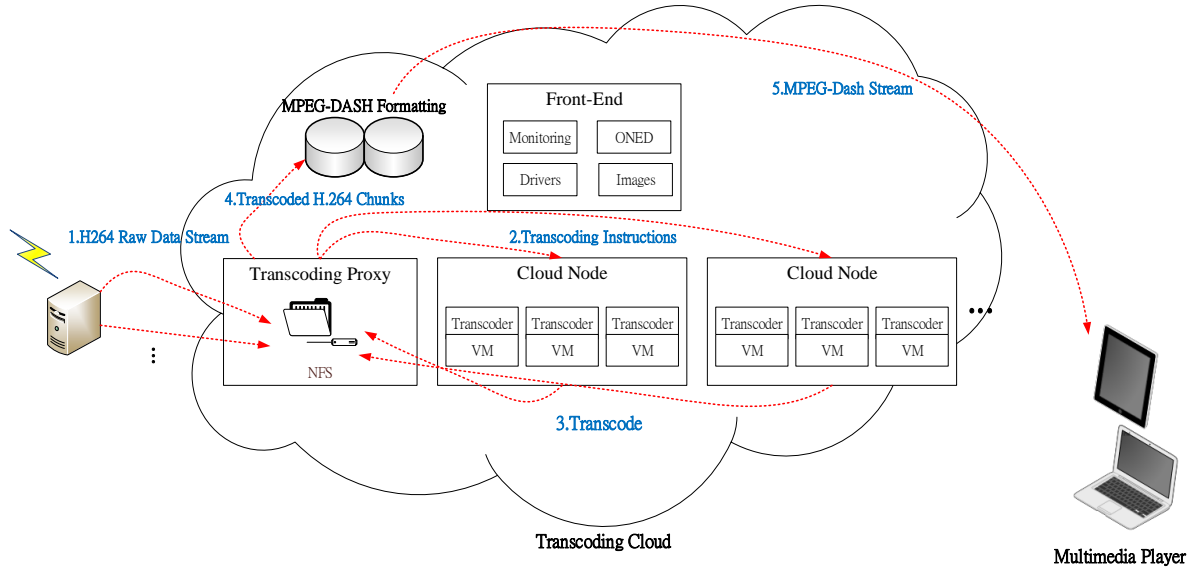 MPEG-DASH Formatting
Front-End
Monitoring
ONED
Drivers
Images
5.MPEG-Dash Stream
4.Transcoded H.264 Chunks
1.H264 Raw Data Stream
2.Transcoding Instructions
Transcoding Proxy
NFS
Cloud Node
Transcoder
Transcoder
Transcoder
VM
VM
VM
Cloud Node
Transcoder
Transcoder
Transcoder
VM
VM
VM
3.Transcode
Transcoding Cloud
Multimedia Player